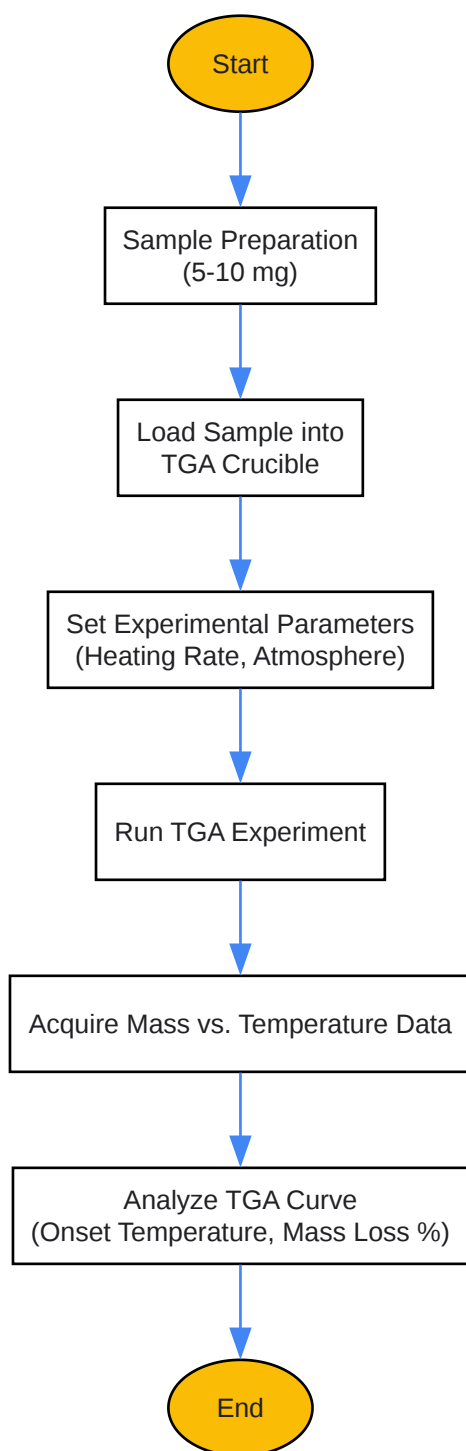 Start
Sample Preparation
(5-10 mg)
Load Sample into
TGA Crucible
Set Experimental Parameters
(Heating Rate, Atmosphere)
Run TGA Experiment
Acquire Mass vs. Temperature Data
Analyze TGA Curve
(Onset Temperature, Mass Loss %)
End